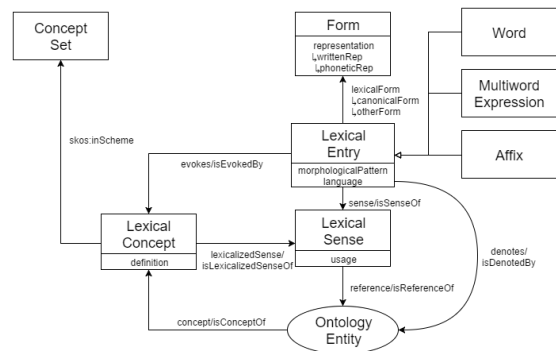 Concept
Set
Form
representation
↳writtenRep
↳phoneticRep
Word
Multiword
Expression
Affix
skos:inScheme
lexicalForm
↳canonicalForm
↳otherForm
Lexical
Entry
morphologicalPattern
language
evokes/isEvokedBy
sense/isSenseOf
Lexical
Concept
definition
lexicalizedSense/
isLexicalizedSenseOf
Lexical
Sense
usage
denotes/
isDenotedBy
reference/isReferenceOf
concept/isConceptOf
Ontology
Entity